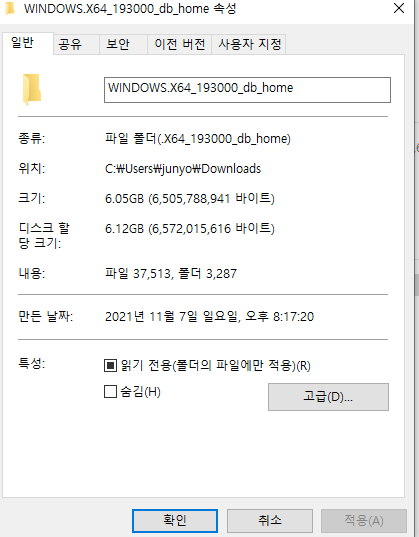 WINDOWS.X64_193000_db_home 속성
일반 공유 보안 이전 버전 사용자 지정
WINDOWS.X64_193000_db_home
종류: 파일 폴더(.X64_193000_db_home)
위치: C:₩Users₩junyo₩Downloads
크기: 6.05GB (6,505,788,941 바이트)
디스크 할 6.12GB (6,572,015,616 바이트)
당 크기:
내용: 파일 37,513, 폴더 3,287
만든 날짜: 2021년 11월 7일 일요일, 오후 8:17:20
특성: 읽기 전용(폴더의 파일에만 적용)(R)
숨김(H)
고급(D)...
확인 취소 적용(A)